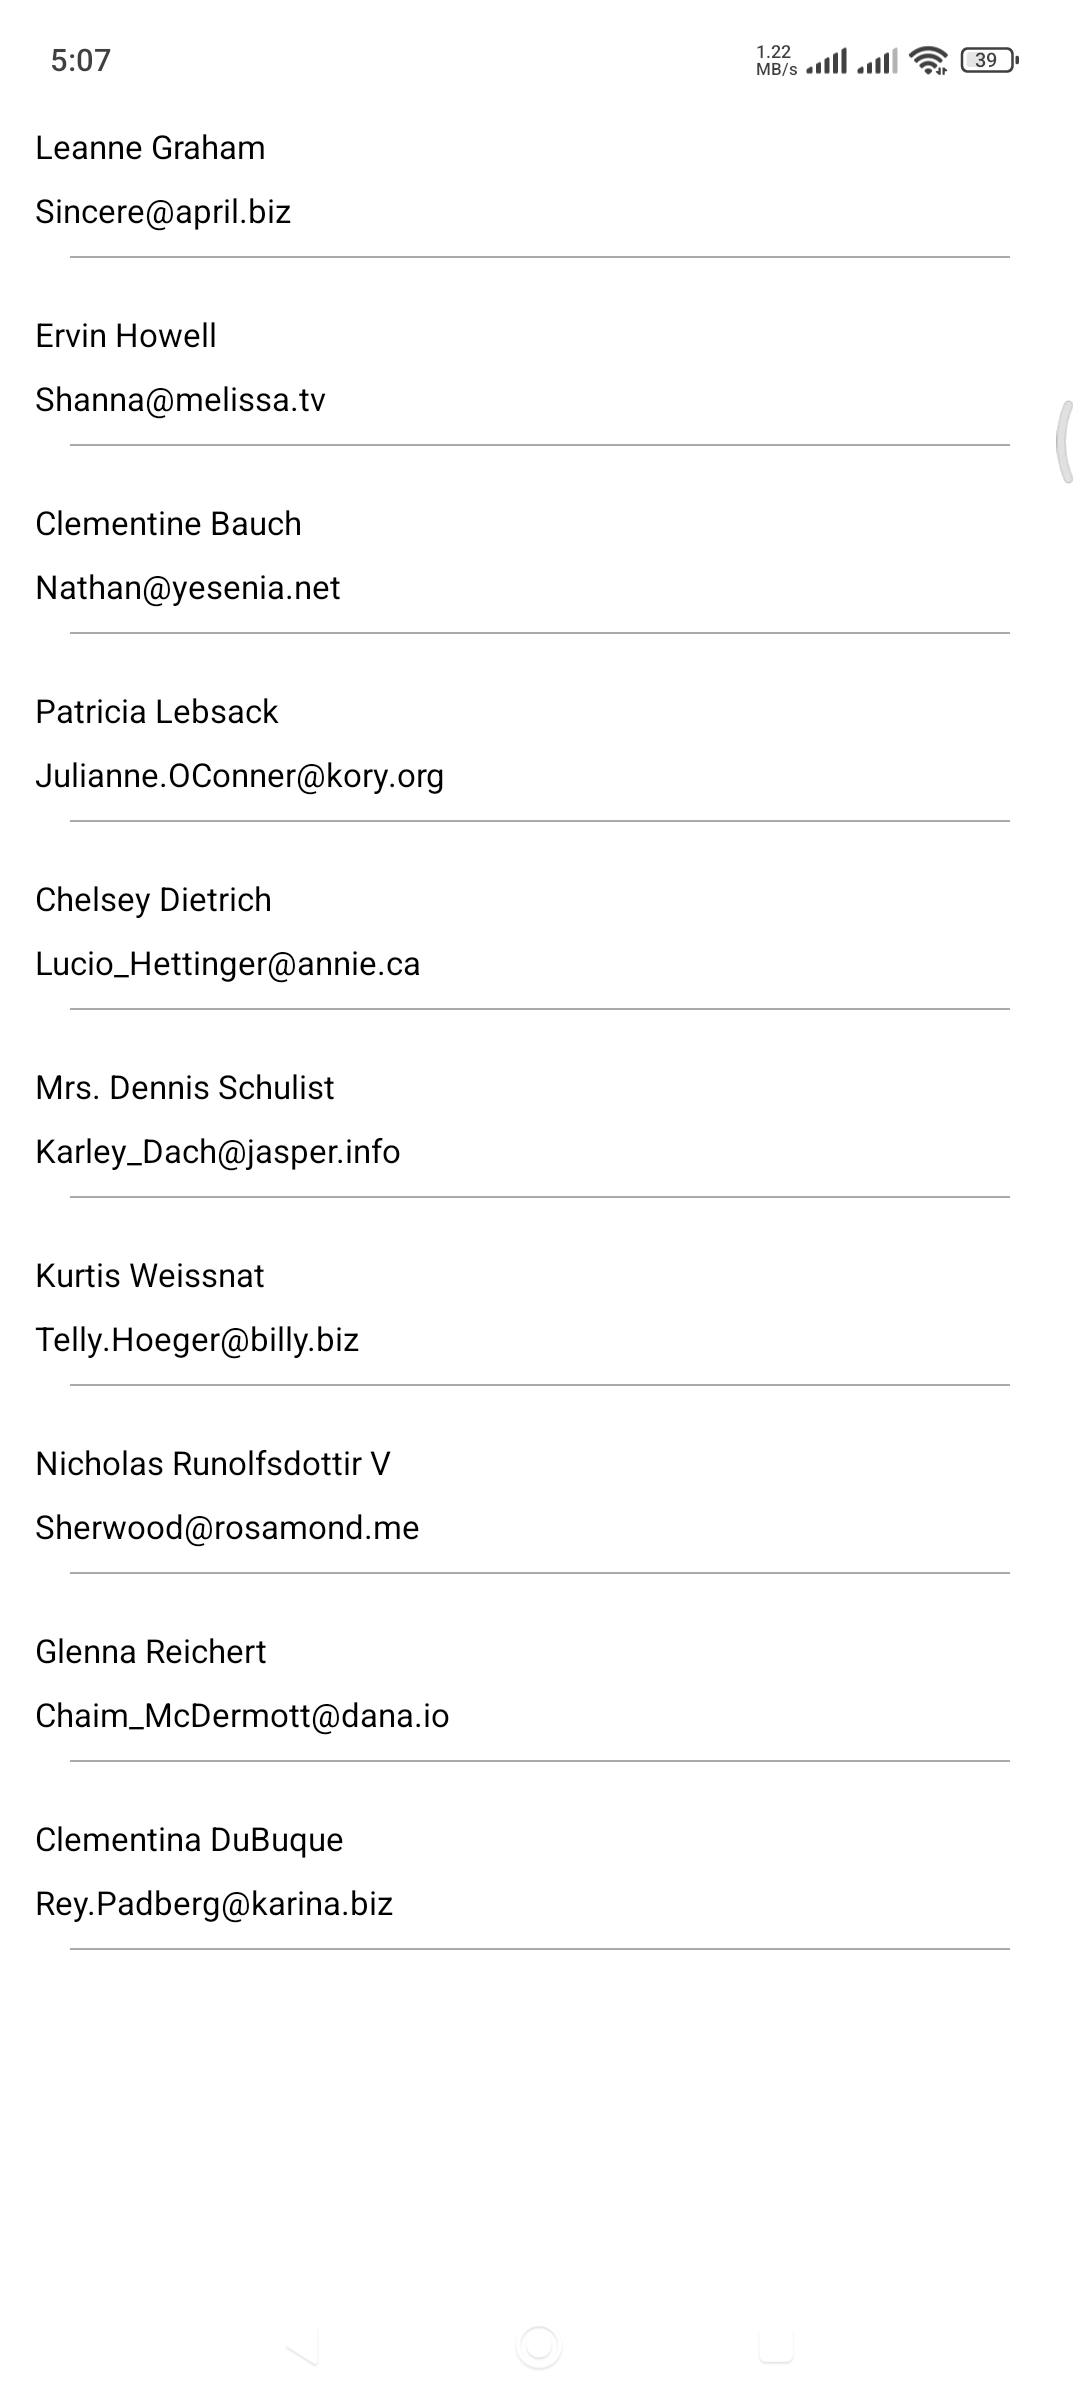 5:07
1.22
MB/s
39
Leanne Graham
Sincere@april.biz
Ervin Howell
Shanna@melissa.tv
Clementine Bauch
Nathan@yesenia.net
Patricia Lebsack
Julianne.OConner@kory.org
Chelsey Dietrich
Lucio_Hettinger@annie.ca
Mrs. Dennis Schulist
Karley_Dach@jasper.info
Kurtis Weissnat
Telly.Hoeger@billy.biz
Nicholas Runolfsdottir V
Sherwood@rosamond.me
Glenna Reichert
Chaim_McDermott@dana.io
Clementina DuBuque
Rey.Padberg@karina.biz